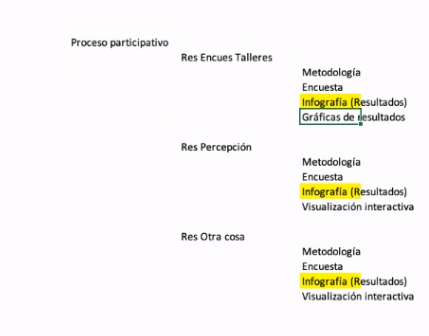 Proceso participativo
Res Encues Talleres
Metodología
Encuesta
Infografía (Resultados)
Gráficas de resultados
Res Percepción
Metodología
Encuesta
Infografía (Resultados)
Visualización interactiva
Res Otra cosa
Metodología
Encuesta
Infografía (Resultados)
Visualización interactiva